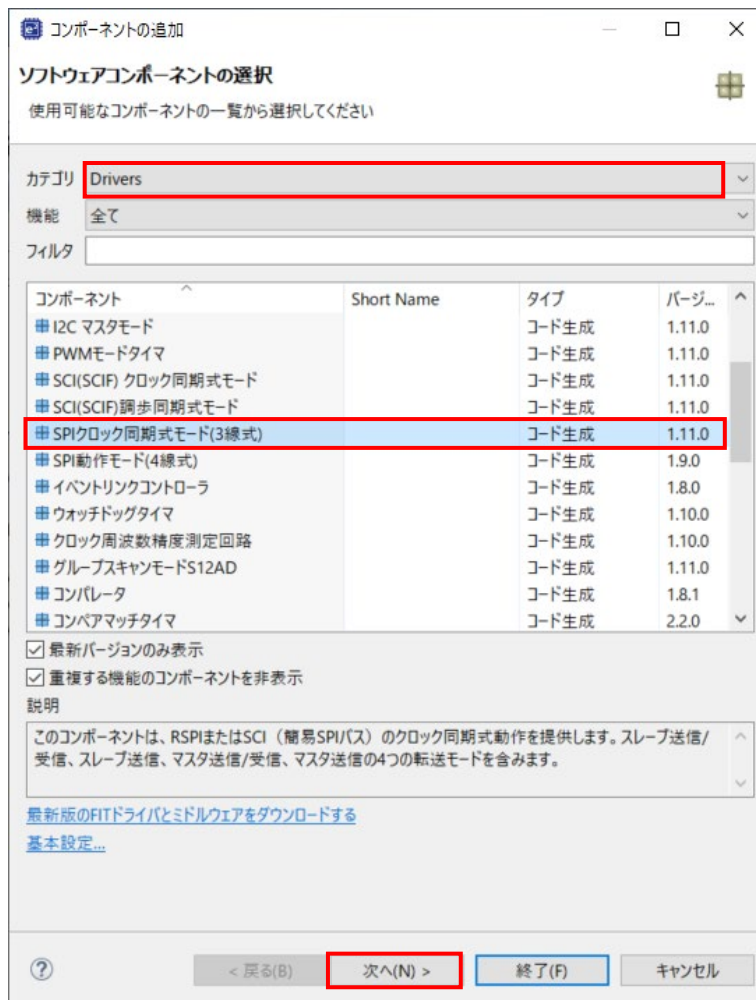 コンポーネントの追加
ソフトウェアコンポーネントの選択
使用可能なコンポーネントの一覧から選択してください
カテゴリ Drivers
機能 全て
フィルタ
コンポーネント Short Name タイプ バージ...
I2C マスタモード コード生成 1.11.0
PWMモードタイマ コード生成 1.11.0
SCI(SCIF) クロック同期式モード コード生成 1.11.0
SCI(SCIF)調歩同期式モード コード生成 1.11.0
SPIクロック同期式モード(3線式) コード生成 1.11.0
SPI動作モード(4線式) コード生成 1.9.0
イベントリンクコントローラ コード生成 1.8.0
ウォッチドッグタイマ コード生成 1.10.0
クロック周波数精度測定回路 コード生成 1.10.0
グループスキャンモードS12AD コード生成 1.11.0
コンパレータ コード生成 1.8.1
コンペアマッチタイマ コード生成 2.2.0
最新バージョンのみ表示
重複する機能のコンポーネントを非表示
説明
このコンポーネントは、RSPIまたはSCI（簡易SPIバス）のクロック同期式動作を提供します。スレーブ送信/
受信、スレーブ送信、マスタ送信/受信、マスタ送信の4つの転送モードを含みます。
最新版のFITドライバとミドルウェアをダウンロードする
基本設定...
< 戻る(B) 次へ(N) > 終了(F) キャンセル